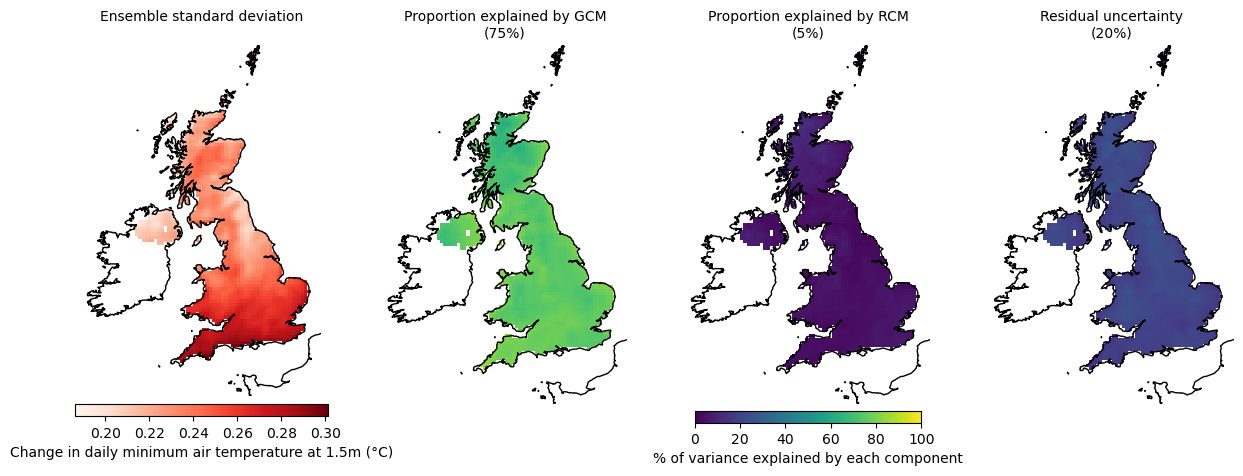 Ensemble standard deviation
Proportion explained by GCM
(75%)
Proportion explained by RCM
(5%)
Residual uncertainty
(20%)
0.20 0.22 0.24 0.26 0.28 0.30
Change in daily minimum air temperature at 1.5m (°C)
0 20 40 60 80 100
% of variance explained by each component